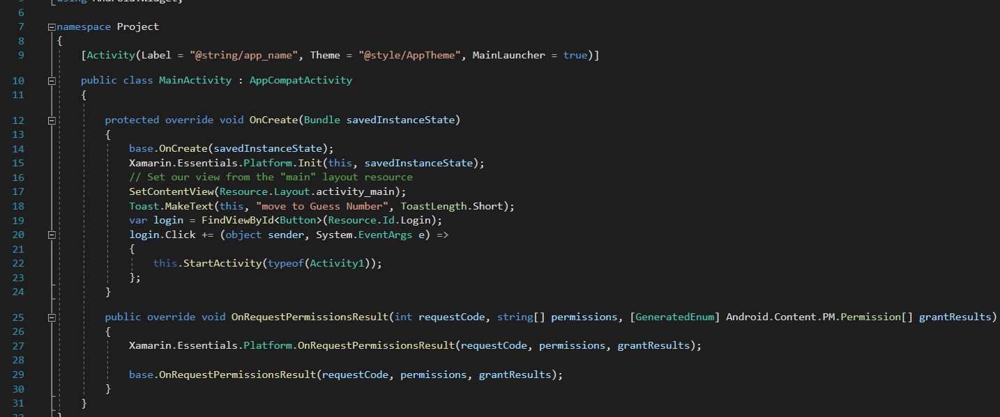 5 using Android.Widget;
6
7 namespace Project
8 {
9 [Activity(Label = "@string/app_name", Theme = "@style/AppTheme", MainLauncher = true)]
10 public class MainActivity : AppCompatActivity
11 {
12 protected override void OnCreate(Bundle savedInstanceState)
13 {
14 base.OnCreate(savedInstanceState);
15 Xamarin.Essentials.Platform.Init(this, savedInstanceState);
16 // Set our view from the "main" layout resource
17 SetContentView(Resource.Layout.activity_main);
18 Toast.MakeText(this, "move to Guess Number", ToastLength.Short);
19 var login = FindViewById<Button>(Resource.Id.Login);
20 login.Click += (object sender, System.EventArgs e) =>
21 {
22 this.StartActivity(typeof(Activity1));
23 };
24 }
25 public override void OnRequestPermissionsResult(int requestCode, string[] permissions, [GeneratedEnum] Android.Content.PM.Permission[] grantResults)
26 {
27 Xamarin.Essentials.Platform.OnRequestPermissionsResult(requestCode, permissions, grantResults);
28
29 base.OnRequestPermissionsResult(requestCode, permissions, grantResults);
30 }
31 }
32 }